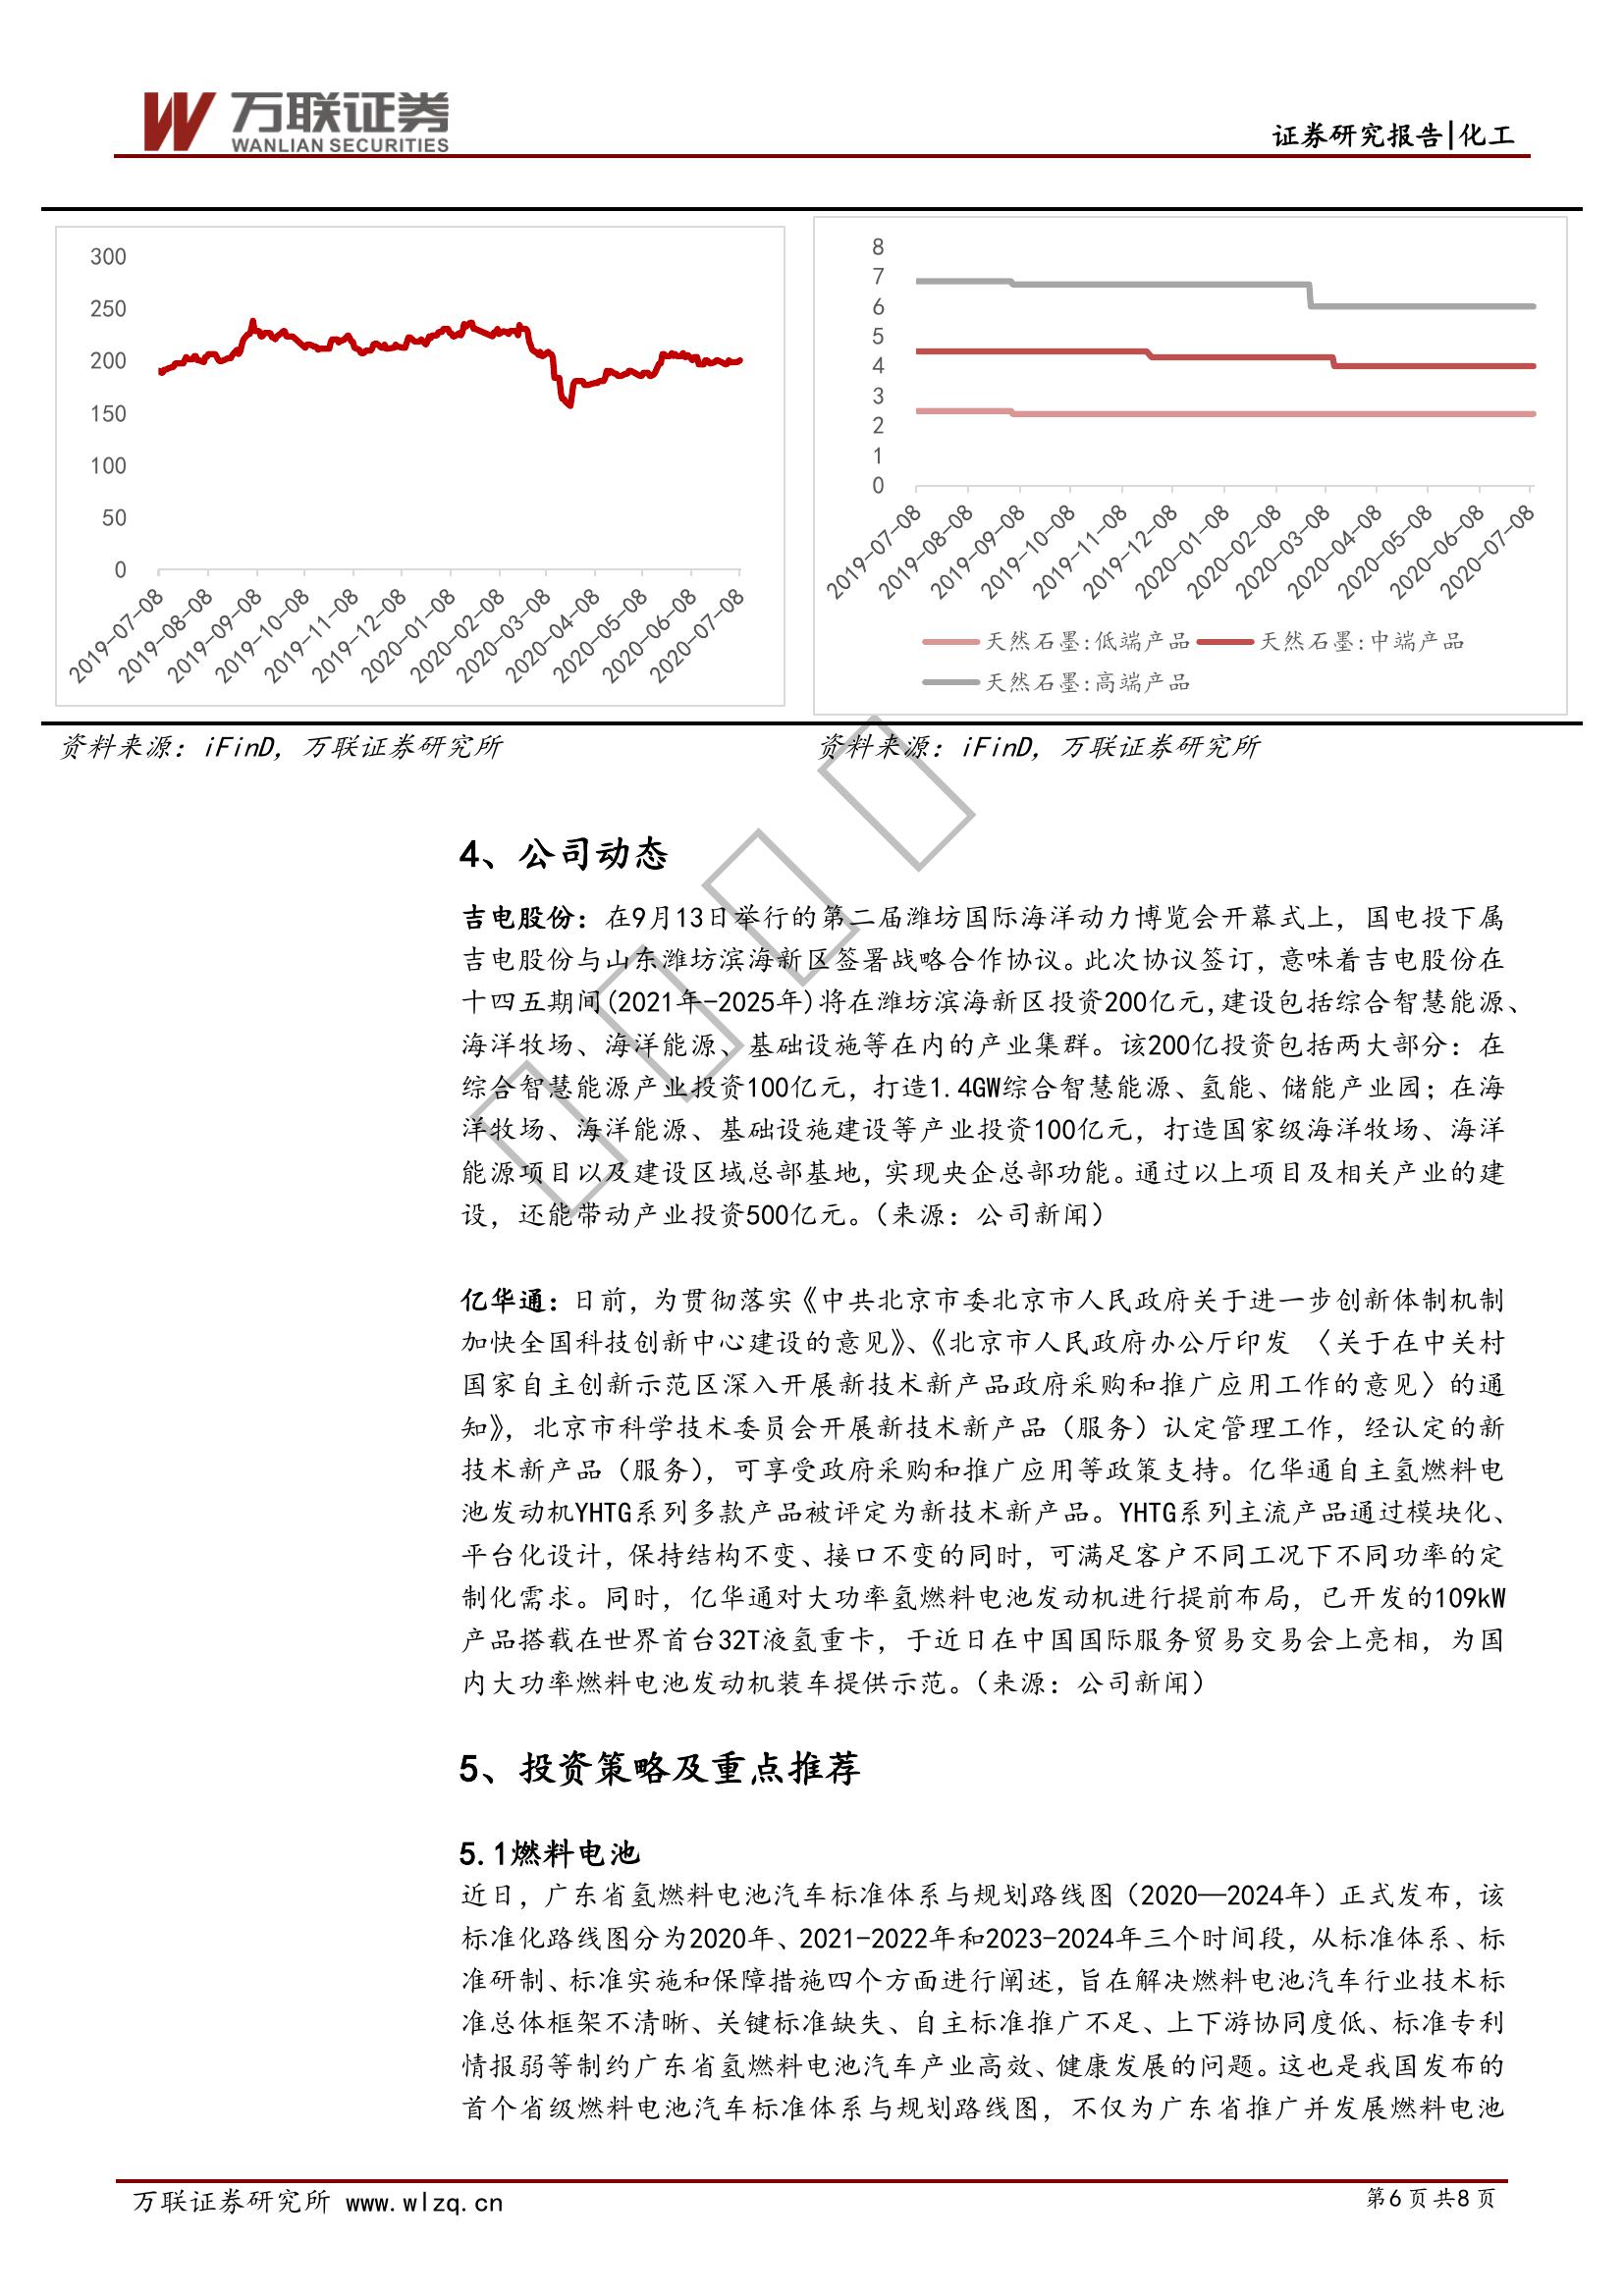 万联证券
WANLIAN SECURITIES
证券研究报告|化工
300
250
200
150
100
50
0
2019-07-08
2019-08-08
2019-09-08
2019-10-08
2019-11-08
2019-12-08
2020-01-08
2020-02-08
2020-03-08
2020-04-08
2020-05-08
2020-06-08
2020-07-08
8
7
6
5
4
3
2
1
0
2019-07-08
2019-08-08
2019-09-08
2019-10-08
2019-11-08
2019-12-08
2020-01-08
2020-02-08
2020-03-08
2020-04-08
2020-05-08
2020-06-08
2020-07-08
天然石墨:低端产品 天然石墨:中端产品
天然石墨:高端产品
资料来源：iFinD，万联证券研究所
资料来源：iFinD，万联证券研究所
4、公司动态
吉电股份：在9月13日举行的第二届潍坊国际海洋动力博览会开幕式上，国电投下属
吉电股份与山东潍坊滨海新区签署战略合作协议。此次协议签订，意味着吉电股份在
十四五期间(2021年-2025年)将在潍坊滨海新区投资200亿元,建设包括综合智慧能源、
海洋牧场、海洋能源、基础设施等在内的产业集群。该200亿投资包括两大部分：在
综合智慧能源产业投资100亿元，打造1.4GW综合智慧能源、氢能、储能产业园；在海
洋牧场、海洋能源、基础设施建设等产业投资100亿元，打造国家级海洋牧场、海洋
能源项目以及建设区域总部基地，实现央企总部功能。通过以上项目及相关产业的建
设，还能带动产业投资500亿元。（来源：公司新闻）
亿华通：日前，为贯彻落实《中共北京市委北京市人民政府关于进一步创新体制机制
加快全国科技创新中心建设的意见》、《北京市人民政府办公厅印发 〈关于在中关村
国家自主创新示范区深入开展新技术新产品政府采购和推广应用工作的意见〉的通
知》，北京市科学技术委员会开展新技术新产品（服务）认定管理工作，经认定的新
技术新产品（服务），可享受政府采购和推广应用等政策支持。亿华通自主氢燃料电
池发动机YHTG系列多款产品被评定为新技术新产品。YHTG系列主流产品通过模块化、
平台化设计，保持结构不变、接口不变的同时，可满足客户不同工况下不同功率的定
制化需求。同时，亿华通对大功率氢燃料电池发动机进行提前布局，已开发的109kW
产品搭载在世界首台32T液氢重卡，于近日在中国国际服务贸易交易会上亮相，为国
内大功率燃料电池发动机装车提供示范。（来源：公司新闻）
5、投资策略及重点推荐
5.1燃料电池
近日，广东省氢燃料电池汽车标准体系与规划路线图（2020—2024年）正式发布，该
标准化路线图分为2020年、2021-2022年和2023-2024年三个时间段，从标准体系、标
准研制、标准实施和保障措施四个方面进行阐述，旨在解决燃料电池汽车行业技术标
准总体框架不清晰、关键标准缺失、自主标准推广不足、上下游协同度低、标准专利
情报弱等制约广东省氢燃料电池汽车产业高效、健康发展的问题。这也是我国发布的
首个省级燃料电池汽车标准体系与规划路线图，不仅为广东省推广并发展燃料电池
万联证券研究所 www.wlzq.cn
第6页共8页